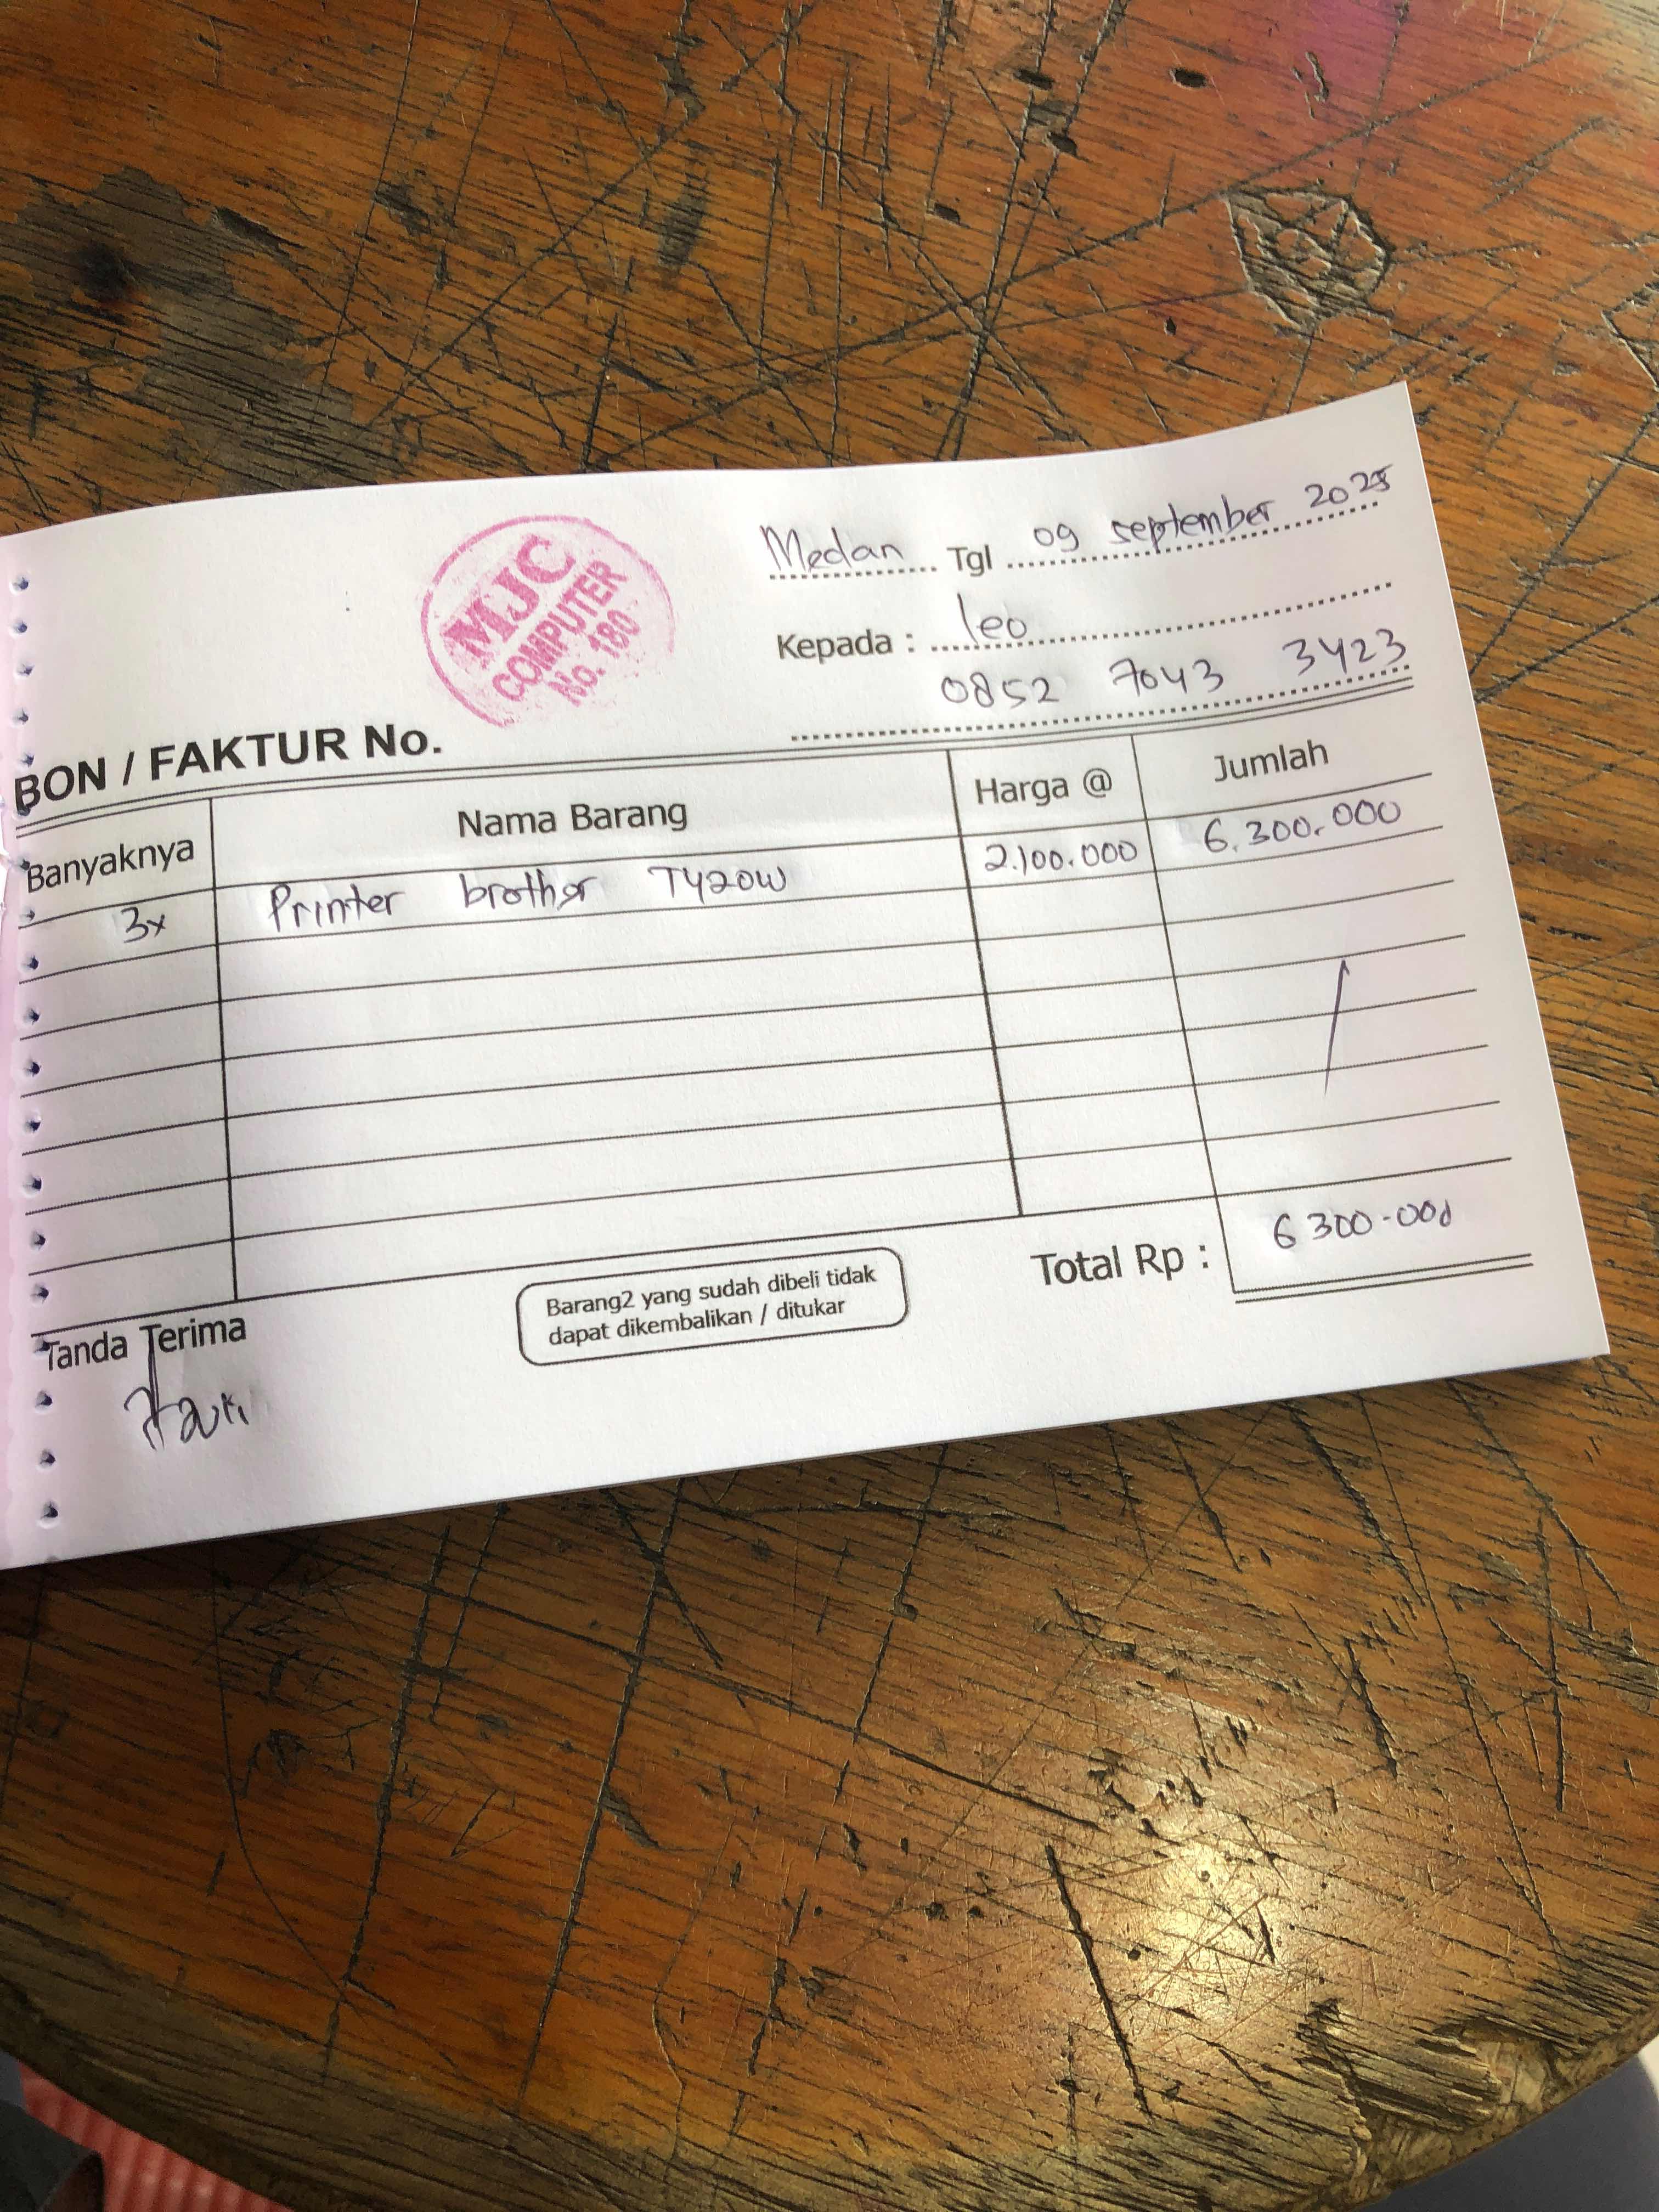 MJC
COMPUTER
No. 180
Medan Tgl 09 september 2025
Kepada : leo
0852 7043 3423
BON / FAKTUR No.
Banyaknya Nama Barang Harga @ Jumlah
3x Printer brother T420W 2.100.000 6.300.000
Total Rp : 6 300-000
Barang2 yang sudah dibeli tidak
dapat dikembalikan / ditukar
Tanda Terima